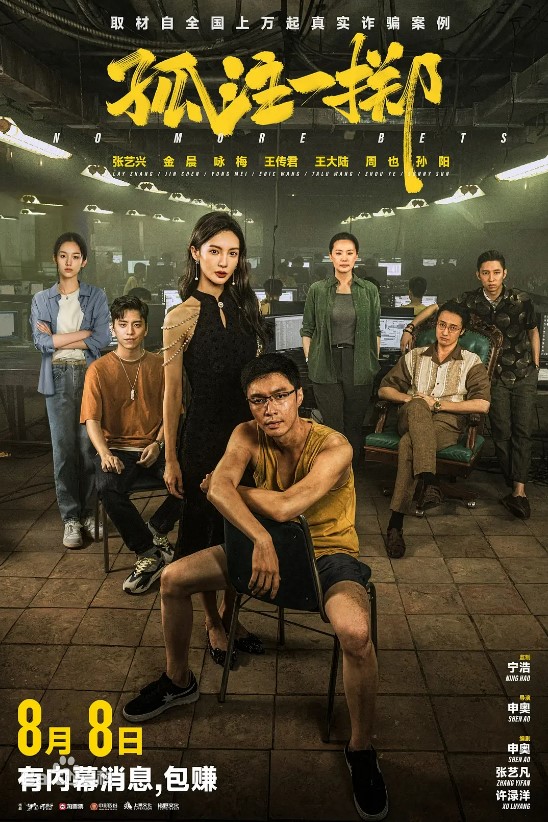 取材自全国上万起真实诈骗案例
孤注一掷
NO MORE BETS
张艺兴 金晨 咏梅 王传君 王大陆 周也 孙阳
LAY ZHANG / JIN CHEN / YONG MEI / ERIC WANG / TALU WANG / ZHOU YE / SUNNY SUN
监制
宁浩
NING HAO
导演
申奥
SHEN AO
编剧
申奥
SHEN AO
张艺凡
ZHANG YIFAN
许渌洋
XU LUYANG
8月8日
有内幕消息,包赚